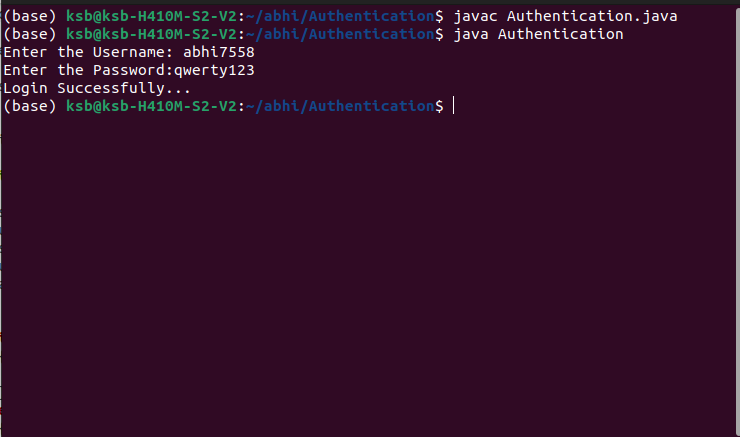 (base) ksb@ksb-H410M-S2-V2:~/abhi/Authentication$ javac Authentication.java
(base) ksb@ksb-H410M-S2-V2:~/abhi/Authentication$ java Authentication
Enter the Username: abhi7558
Enter the Password:qwerty123
Login Successfully...
(base) ksb@ksb-H410M-S2-V2:~/abhi/Authentication$